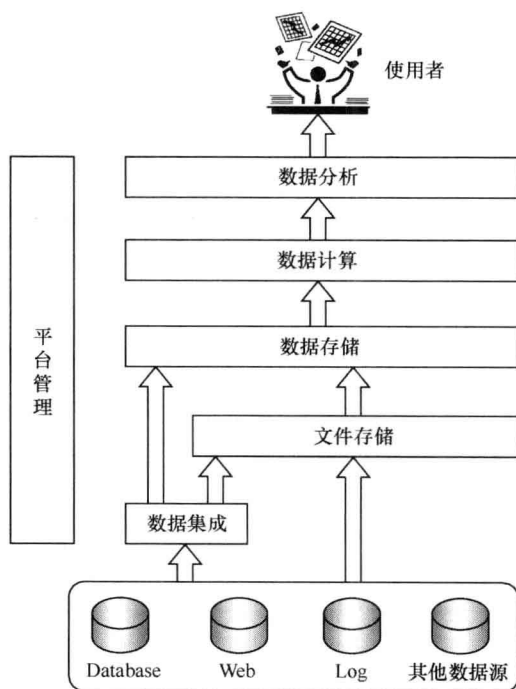 使用者
数据分析
数据计算
数据存储
平台管理
文件存储
数据集成
Database
Web
Log
其他数据源